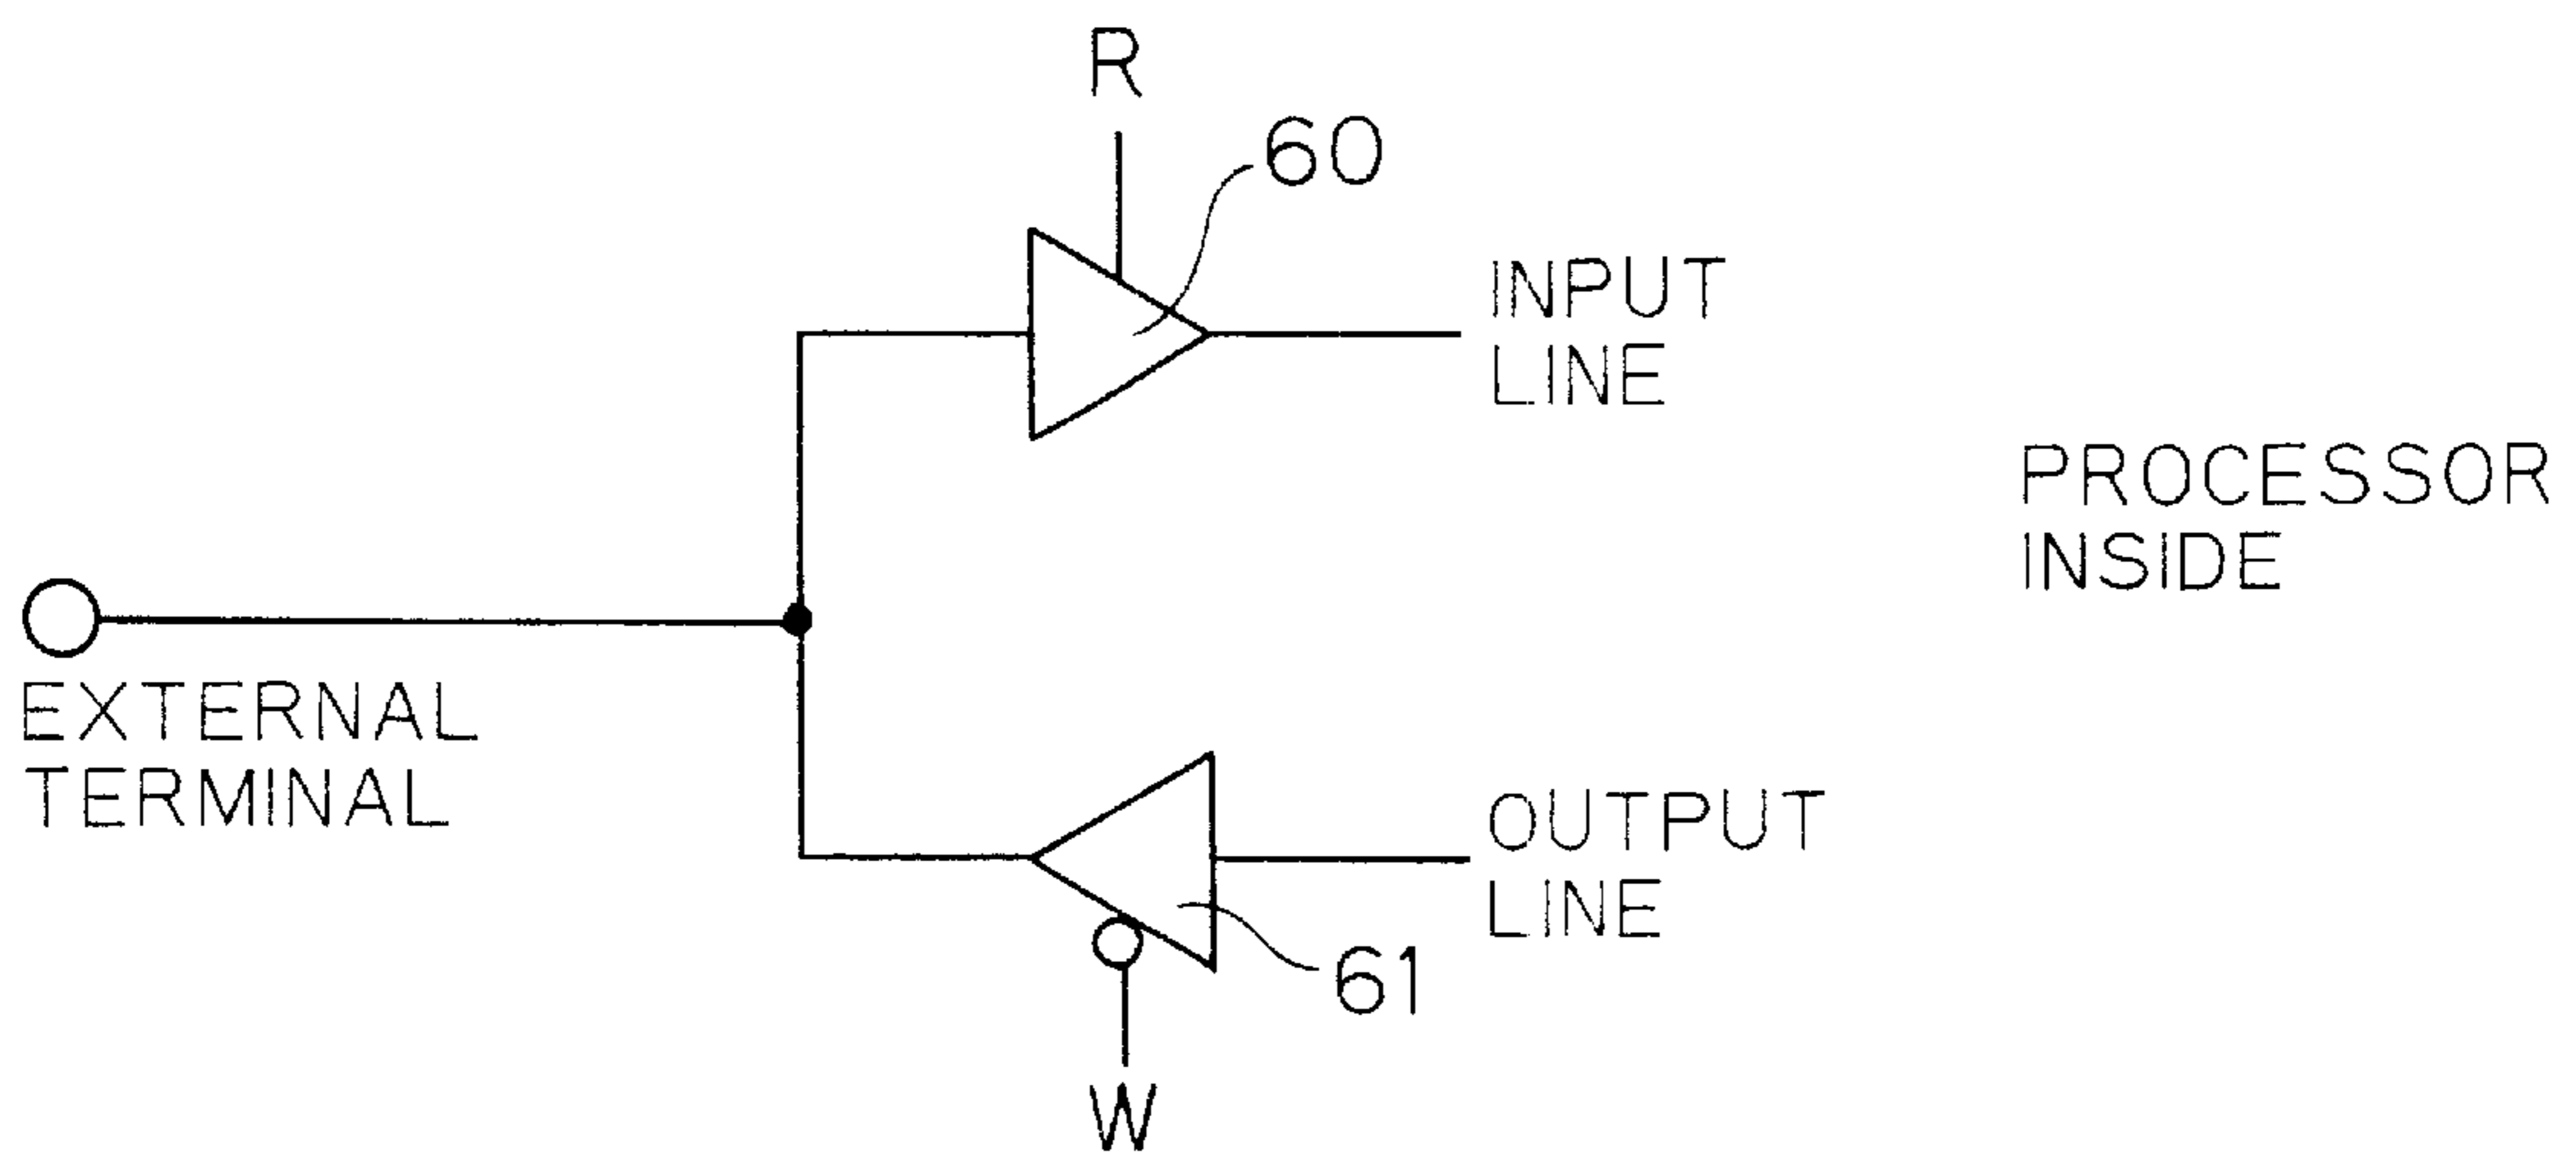 R
60
INPUT
LINE
PROCESSOR
INSIDE
EXTERNAL
TERMINAL
OUTPUT
LINE
61
W